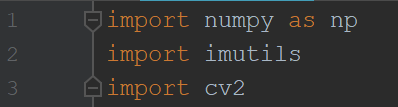 1 import numpy as np
2 import imutils
3 import cv2